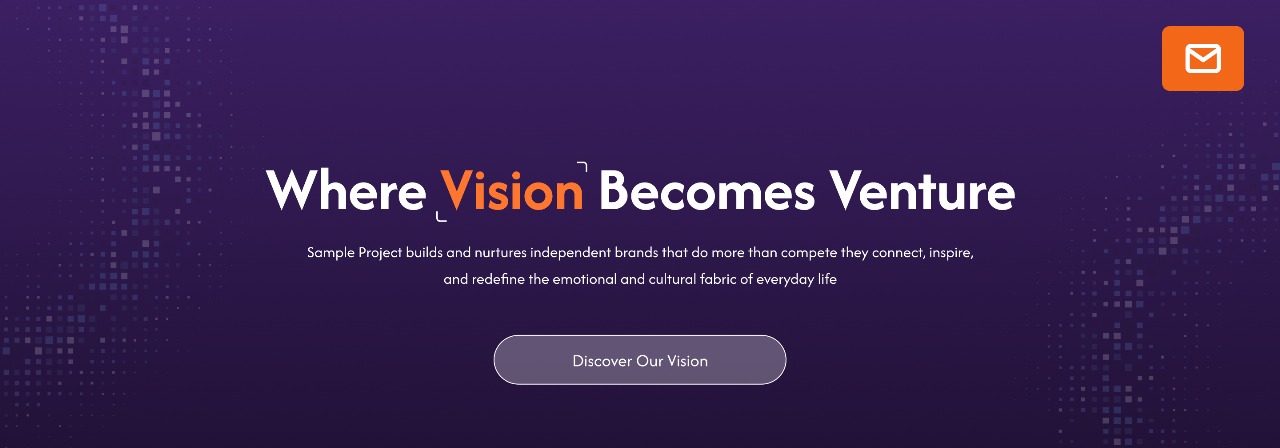 Where Vision Becomes Venture
Sample Project builds and nurtures independent brands that do more than compete they connect, inspire,
and redefine the emotional and cultural fabric of everyday life
Discover Our Vision